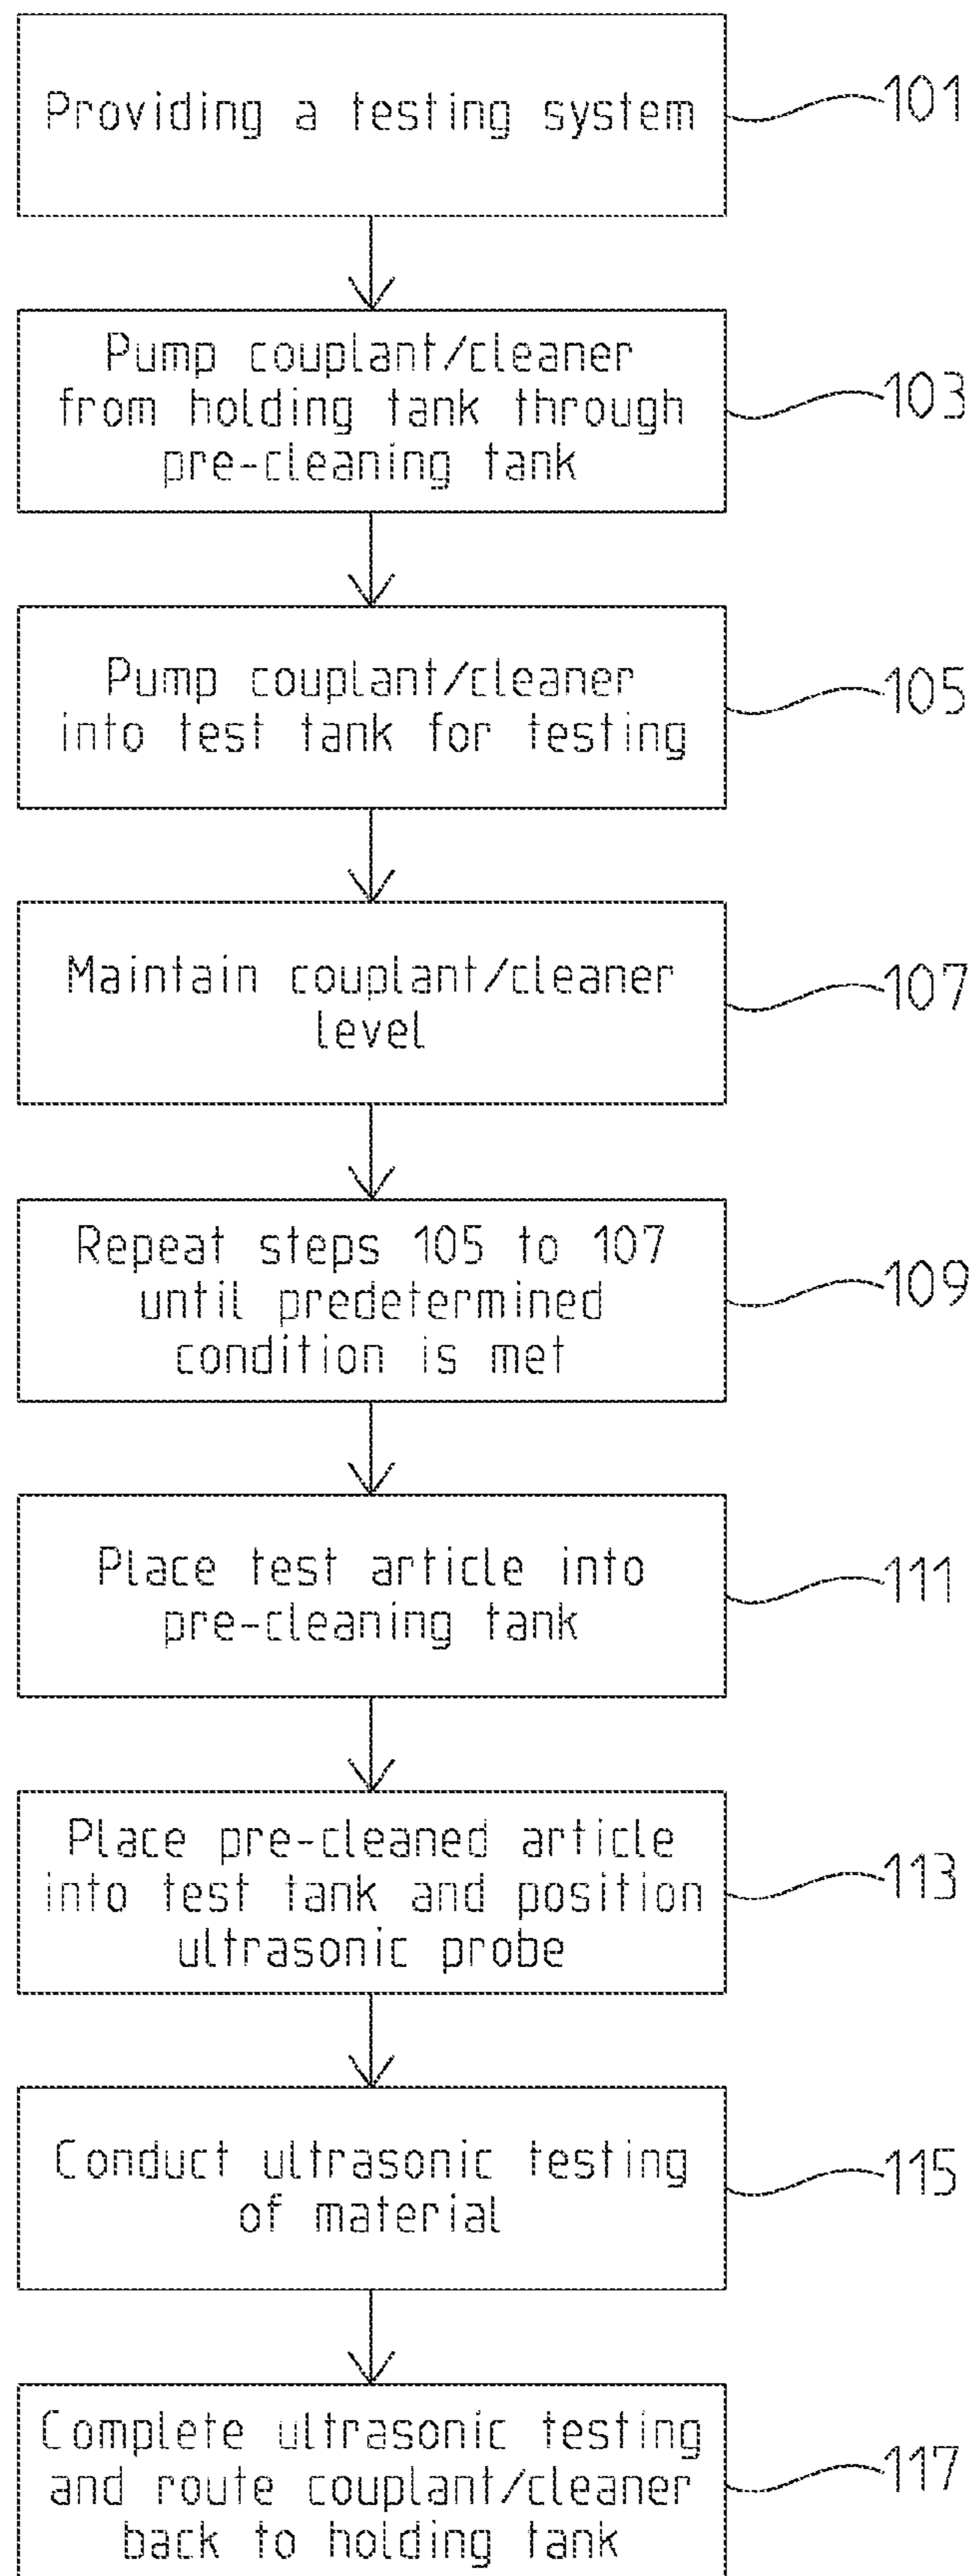 Providing a testing system
101
Pump couplant/cleaner
from holding tank through
pre-cleaning tank
103
Pump couplant/cleaner
into test tank for testing
105
Maintain couplant/cleaner
level
107
Repeat steps 105 to 107
until predetermined
condition is met
109
Place test article into
pre-cleaning tank
111
Place pre-cleaned article
into test tank and position
ultrasonic probe
113
Conduct ultrasonic testing
of material
115
Complete ultrasonic testing
and route couplant/cleaner
back to holding tank
117